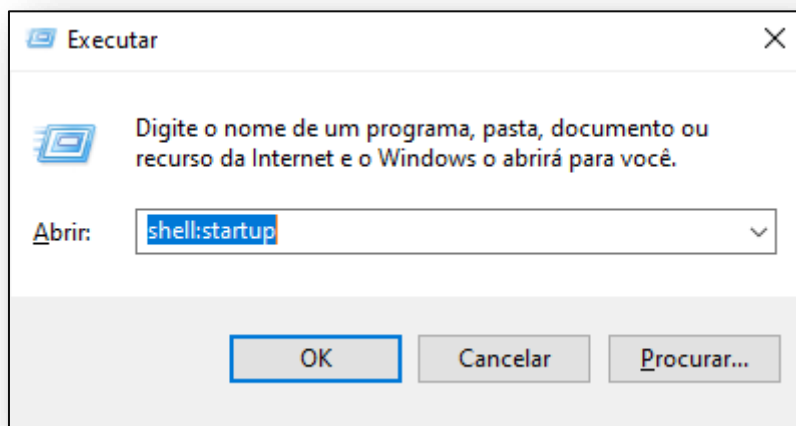 Executar
Digite o nome de um programa, pasta, documento ou
recurso da Internet e o Windows o abrirá para você.
Abrir: shell:startup
OK Cancelar Procurar...